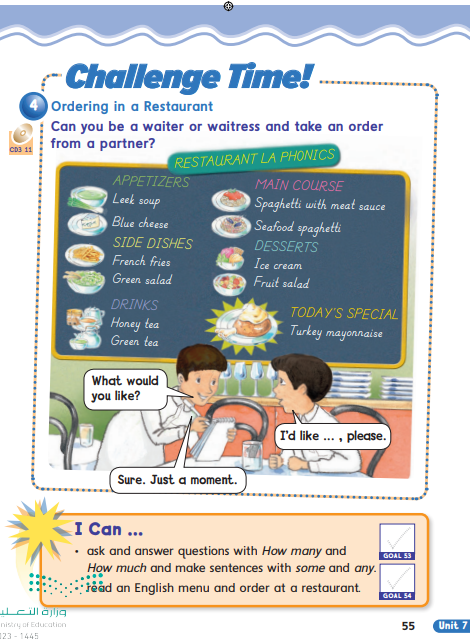 Challenge Time!
4
Ordering in a Restaurant
CD3 11
Can you be a waiter or waitress and take an order
from a partner?
RESTAURANT LA PHONICS
APPETIZERS
Leek soup
Blue cheese
SIDE DISHES
French fries
Green salad
DRINKS
Honey tea
Green tea
MAIN COURSE
Spaghetti with meat sauce
Seafood spaghetti
DESSERTS
Ice cream
Fruit salad
TODAY'S SPECIAL
Turkey mayonnaise
What would
you like?
I'd like ... , please.
Sure. Just a moment.
I Can ...
• ask and answer questions with How many and
How much and make sentences with some and any.
GOAL 53
read an English menu and order at a restaurant.
GOAL 54
of Education
023 - 1445
55
Unit 7